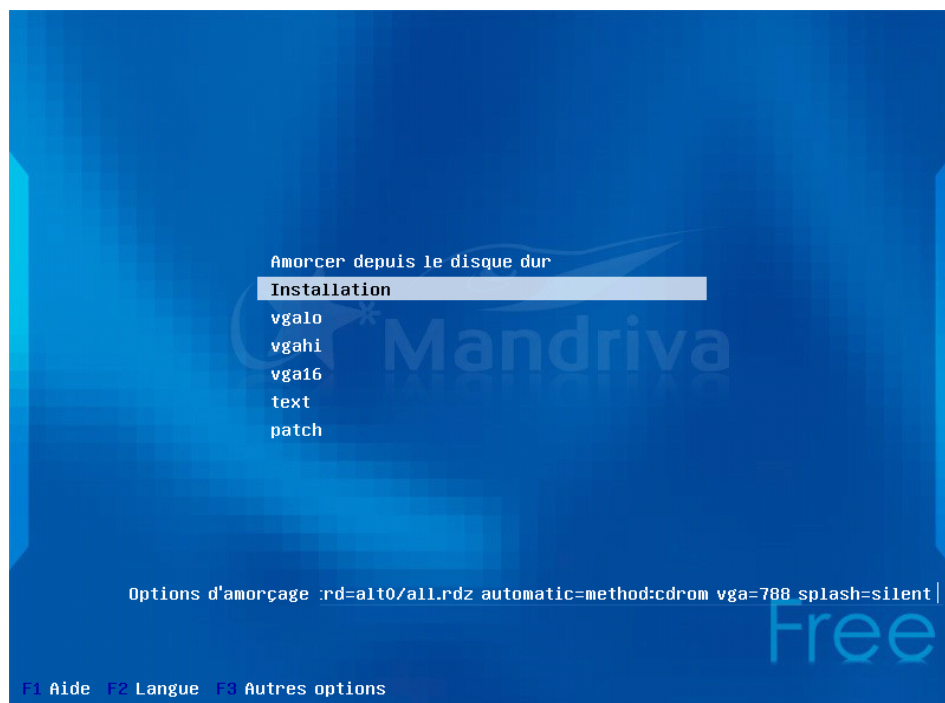 Amorcer depuis le disque dur
Installation
vgalo
vgahi
vga16
text
patch
Mandriva
Options d'amorçage :rd=alt0/all.rdz automatic=method:cdrom vga=788 splash=silent
Free
F1 Aide F2 Langue F3 Autres options